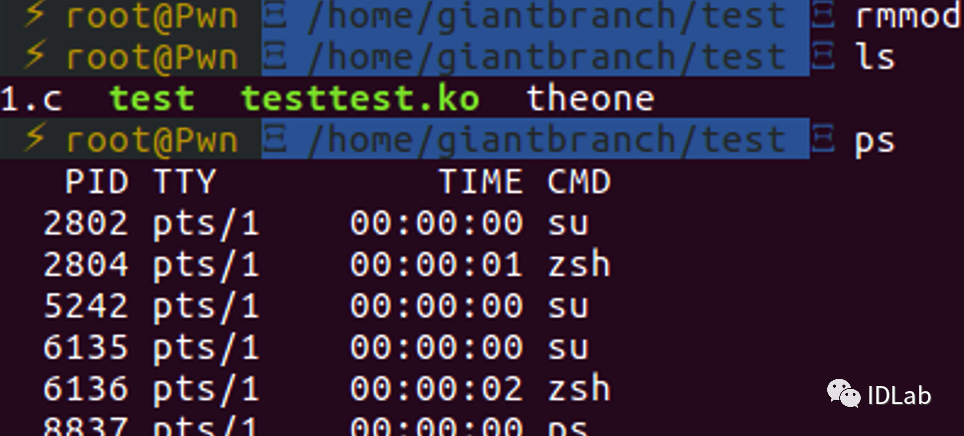 ⚡ root@Pwn Ξ /home/giantbranch/test Ξ rmmod
⚡ root@Pwn Ξ /home/giantbranch/test Ξ ls
1.c test testtest.ko theone
⚡ root@Pwn Ξ /home/giantbranch/test Ξ ps
PID TTY TIME CMD
2802 pts/1 00:00:00 su
2804 pts/1 00:00:01 zsh
5242 pts/1 00:00:00 su
6135 pts/1 00:00:00 su
6136 pts/1 00:00:02 zsh
8837 pts/1 00:00:00 ps
IDLab